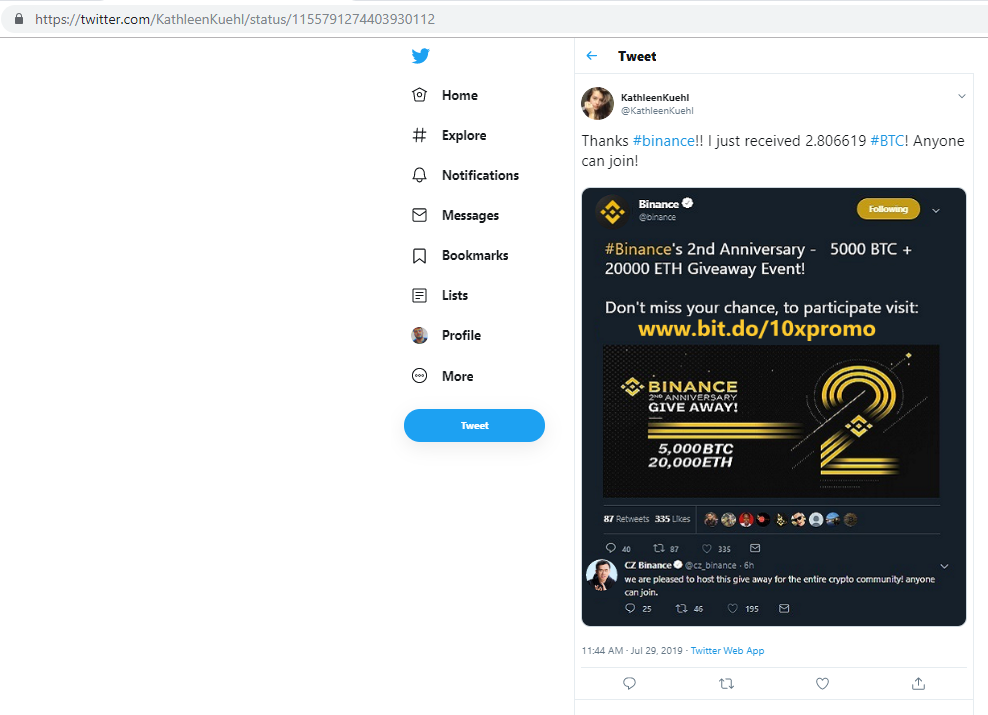 https://twitter.com/KathleenKuehl/status/1155791274403930112
Home
Explore
Notifications
Messages
Bookmarks
Lists
Profile
More
Tweet
Tweet
KathleenKuehl
@KathleenKuehl
Thanks #binance!! I just received 2.806619 #BTC! Anyone
can join!
Binance
@binance
Following
#Binance's 2nd Anniversary - 5000 BTC +
20000 ETH Giveaway Event!
Don't miss your chance, to participate visit:
www.bit.do/10xpromo
BINANCE
2ND ANNIVERSARY
GIVE AWAY!
5,000BTC
20,000ETH
2
87 Retweets 335 Likes
40 87 335
CZ Binance @cz_binance · 6h
we are pleased to host this give away for the entire crypto community! anyone
can join.
25 46 195
11:44 AM · Jul 29, 2019 · Twitter Web App